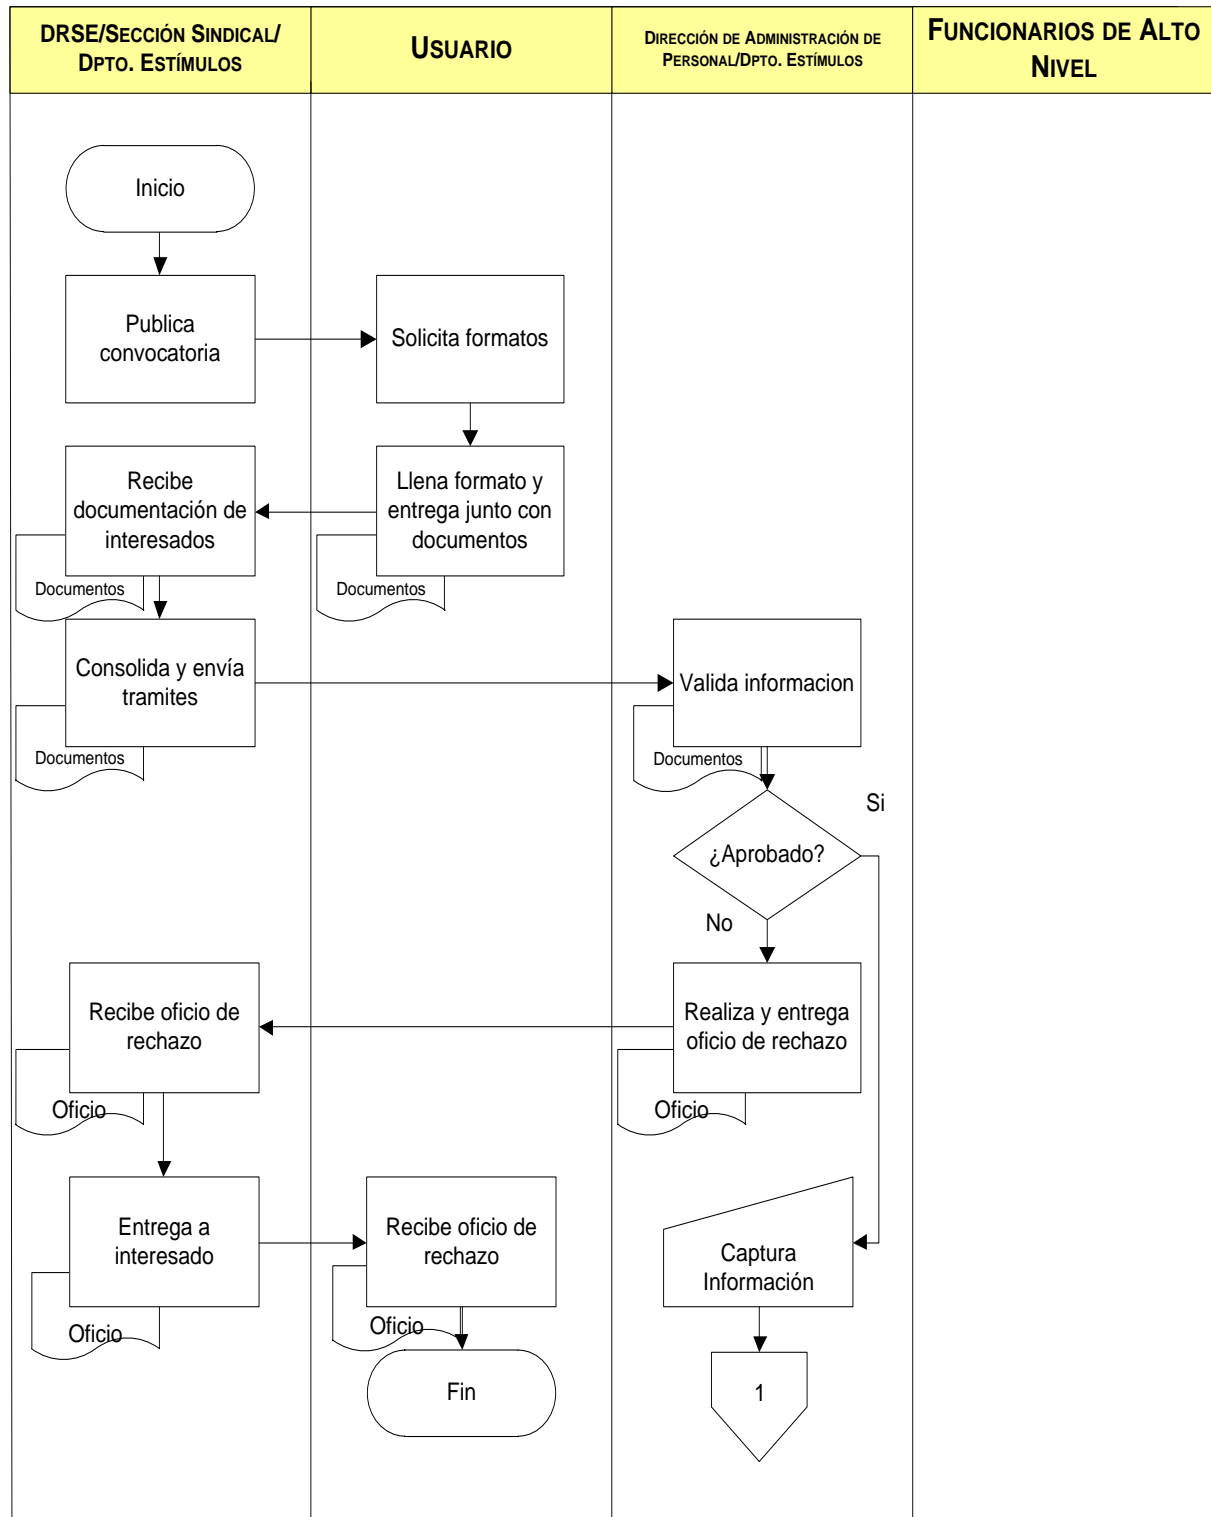 DRSE/SECCIÓN SINDICAL/
DPTO. ESTÍMULOS
USUARIO
DIRECCIÓN DE ADMINISTRACIÓN DE
PERSONAL/DPTO. ESTÍMULOS
FUNCIONARIOS DE ALTO
NIVEL
Inicio
Publica
convocatoria
Solicita formatos
Recibe
documentación de
interesados
Documentos
Llena formato y
entrega junto con
documentos
Documentos
Consolida y envía
tramites
Documentos
Valida informacion
Documentos
Si
¿Aprobado?
No
Recibe oficio de
rechazo
Oficio
Realiza y entrega
oficio de rechazo
Oficio
Entrega a
interesado
Oficio
Recibe oficio de
rechazo
Oficio
Captura
Información
Fin
1